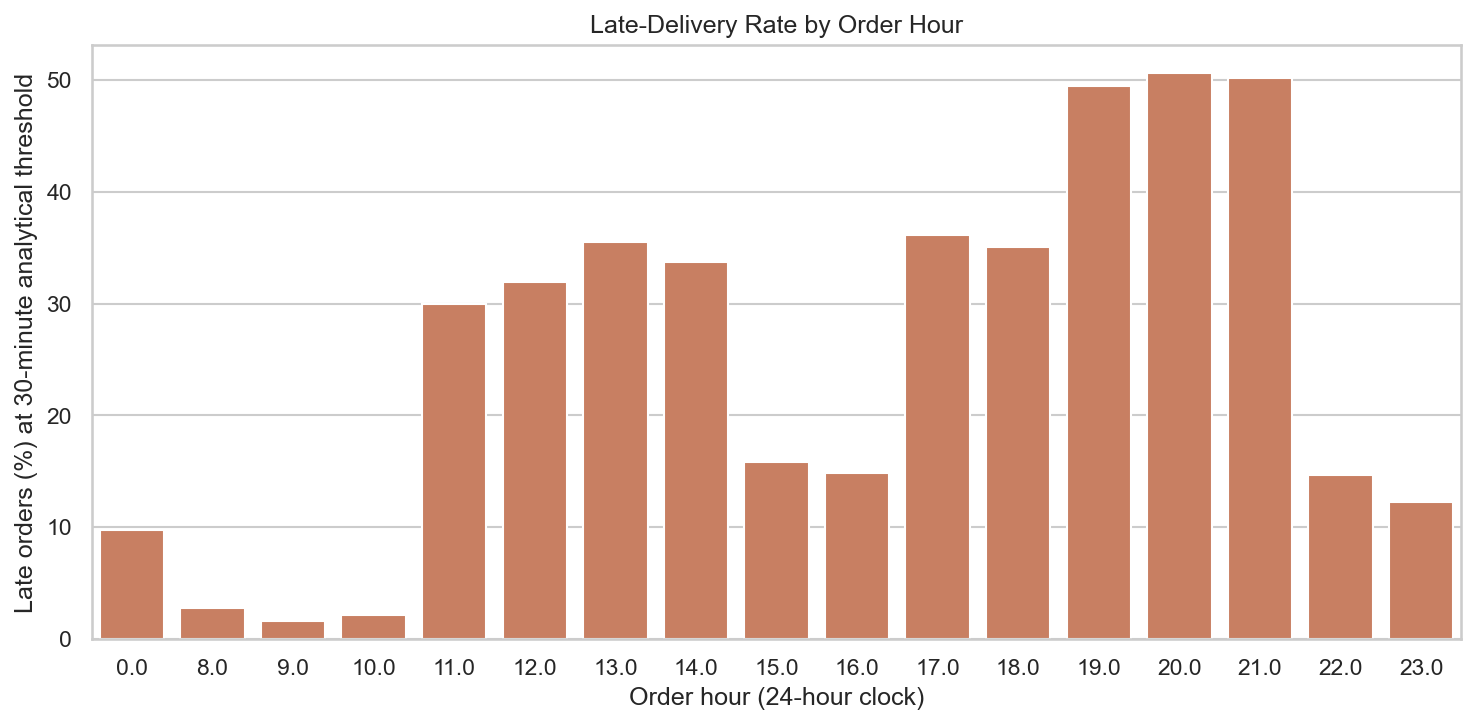 Late-Delivery Rate by Order Hour
Late orders (%) at 30-minute analytical threshold
50
40
30
20
10
0
0.0 8.0 9.0 10.0 11.0 12.0 13.0 14.0 15.0 16.0 17.0 18.0 19.0 20.0 21.0 22.0 23.0
Order hour (24-hour clock)